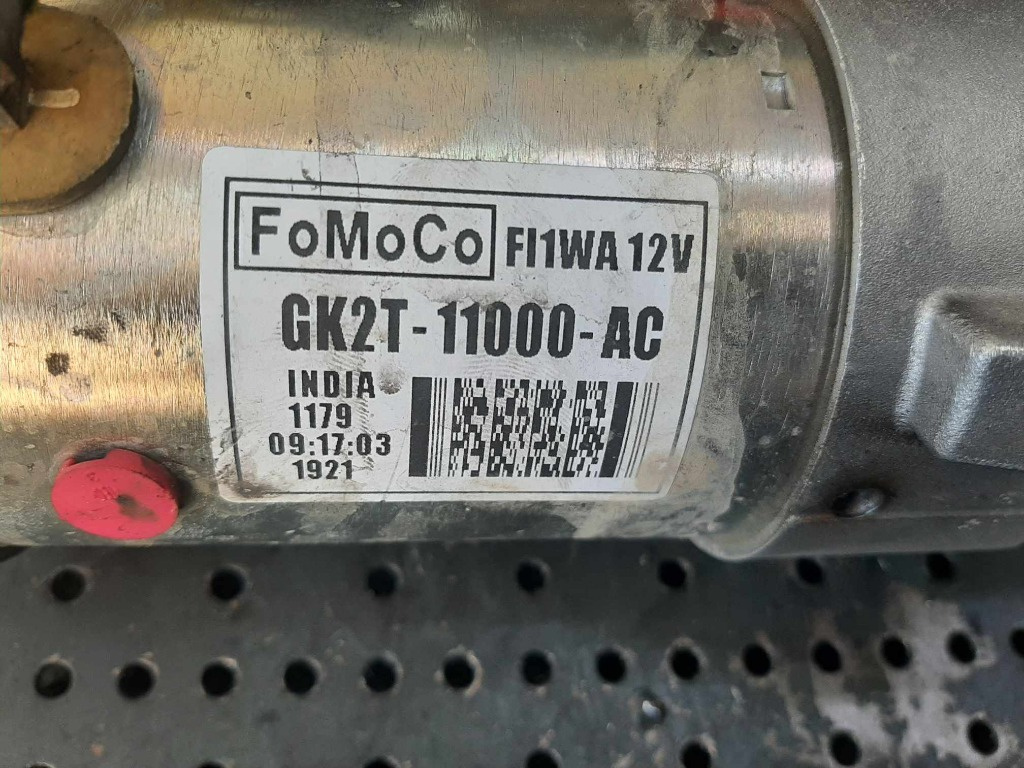 FoMoCo FI1WA 12V
GK2T-11000-AC
INDIA
1179
09:17:03
1921